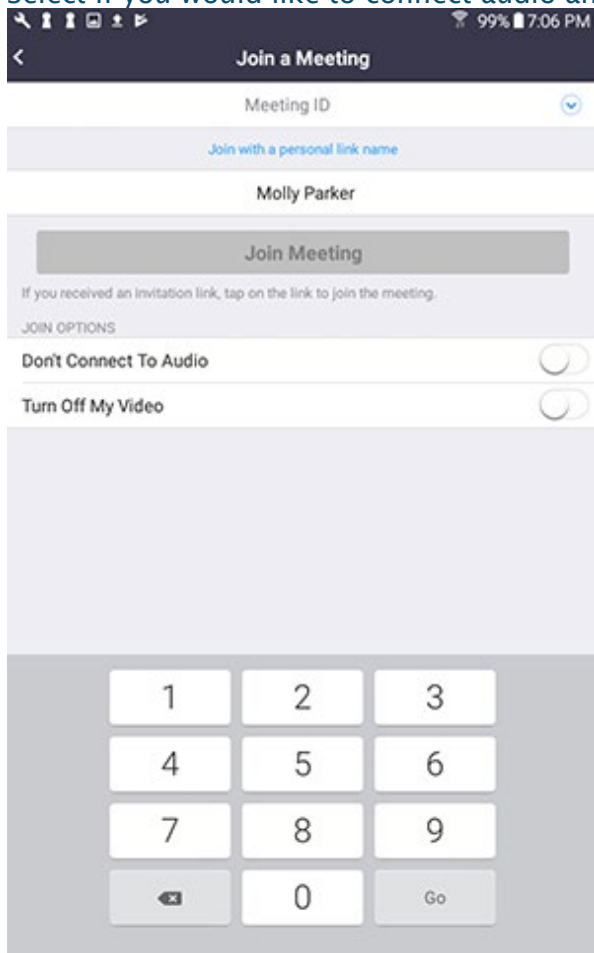 Select if you would like to connect audio an
99% 7:06 PM
Join a Meeting
Meeting ID
Join with a personal link name
Molly Parker
Join Meeting
If you received an invitation link, tap on the link to join the meeting.
JOIN OPTIONS
Don't Connect To Audio
Turn Off My Video
1 2 3
4 5 6
7 8 9
0 Go